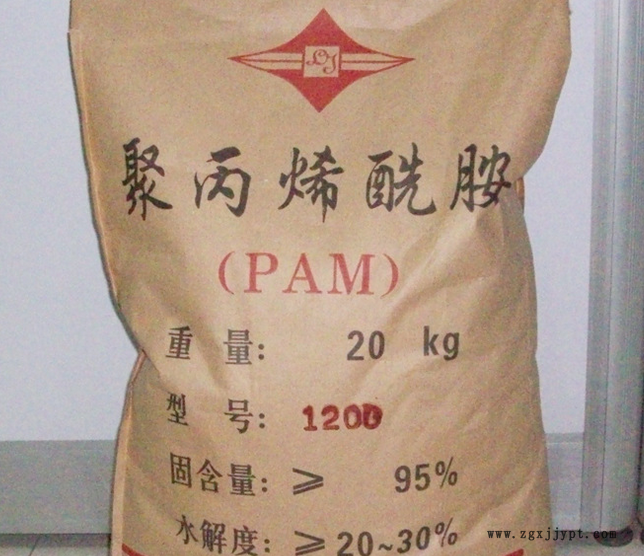 聚丙烯酰胺
(PAM)
重量: 20 kg
型号: 1200
固含量: ⩾ 95%
水解度: ⩾ 20~30%
www.zgxjjypt.com